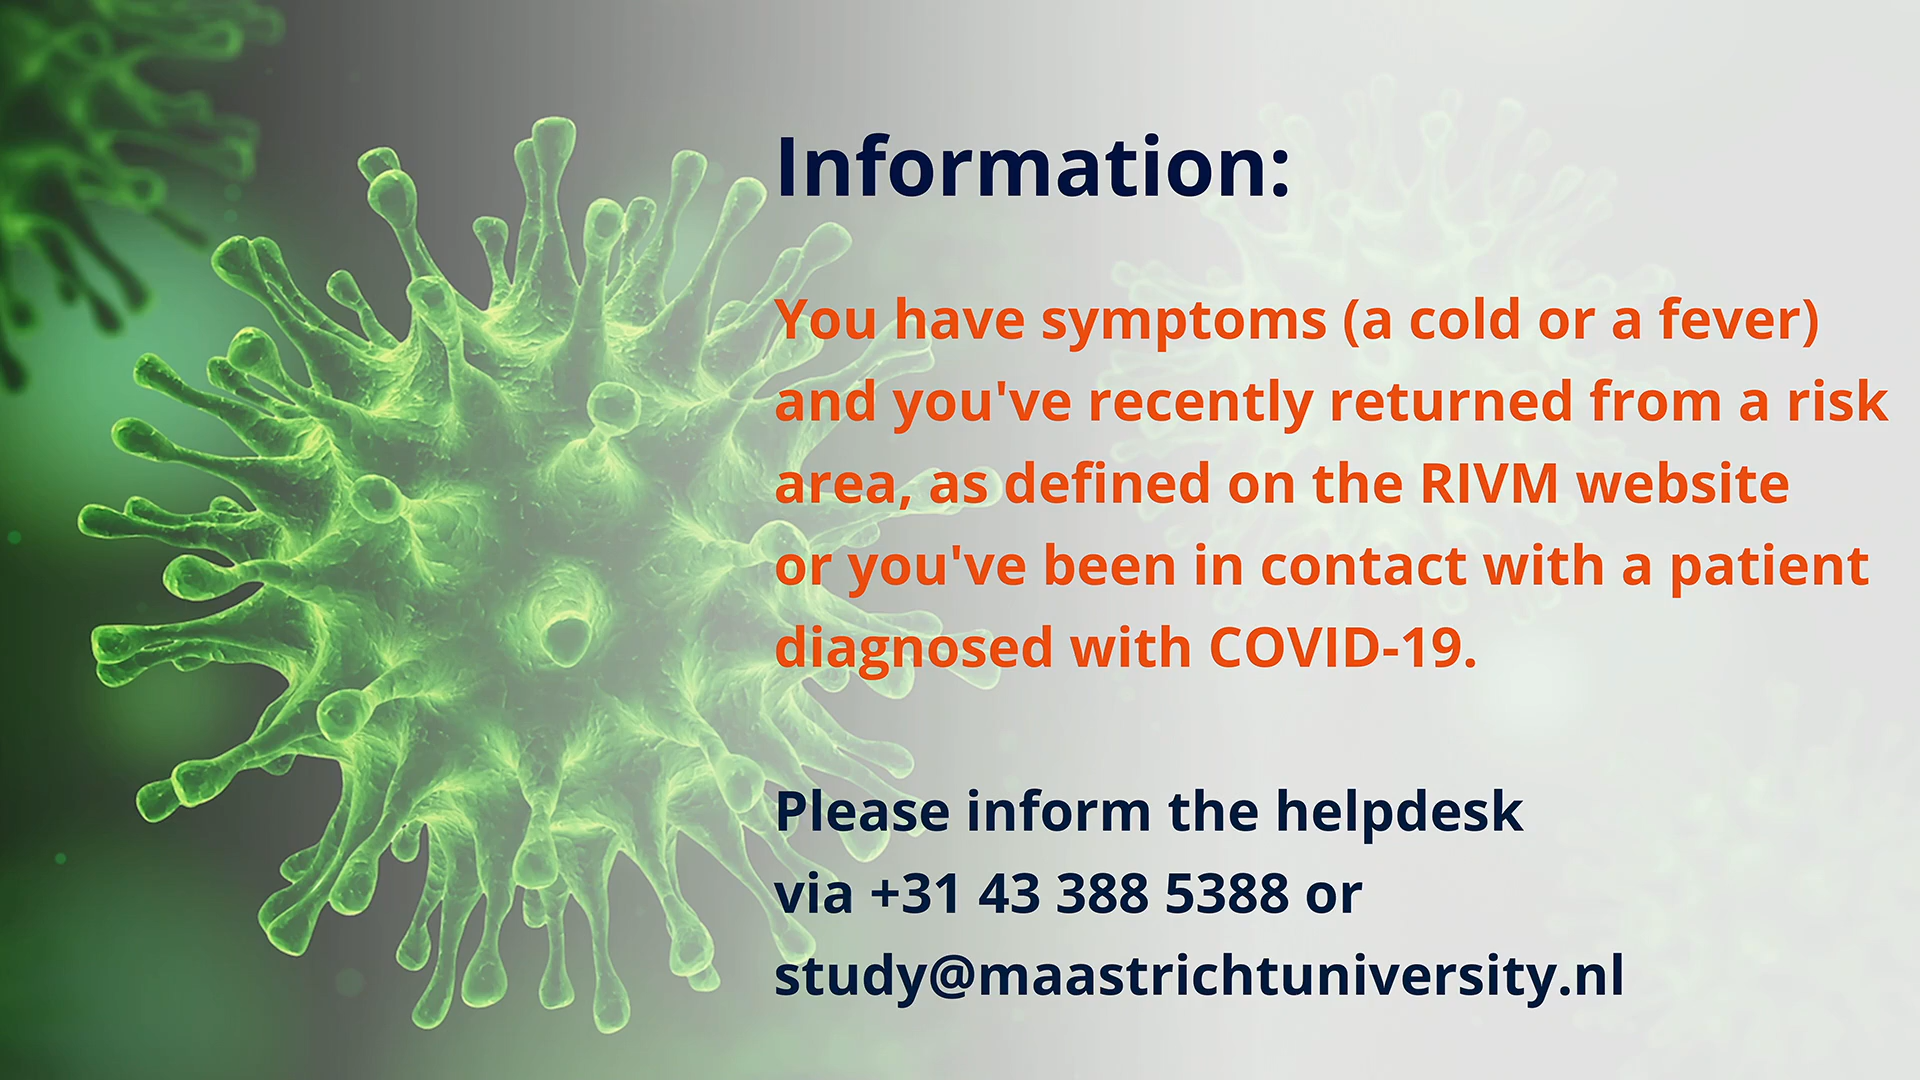 Information:
You have symptoms (a cold or a fever)
and you've recently returned from a risk
area, as defined on the RIVM website
or you've been in contact with a patient
diagnosed with COVID-19.
Please inform the helpdesk
via +31 43 388 5388 or
study@maastrichtuniversity.nl